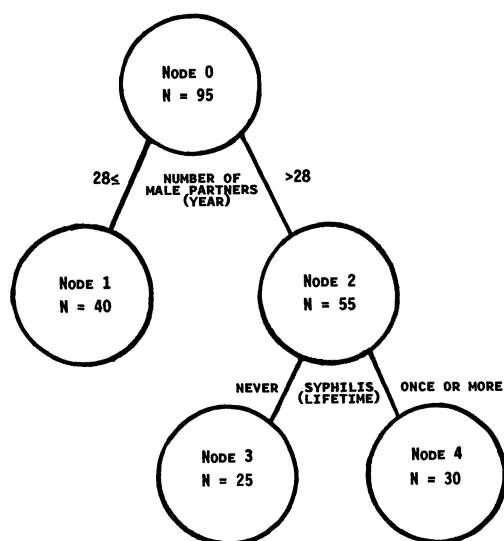 NODE 0
N = 95
28≤
NUMBER OF
MALE PARTNERS
(YEAR)
>28
NODE 1
N = 40
NODE 2
N = 55
NEVER
SYPHILIS
(LIFETIME)
ONCE OR MORE
NODE 3
N = 25
NODE 4
N = 30